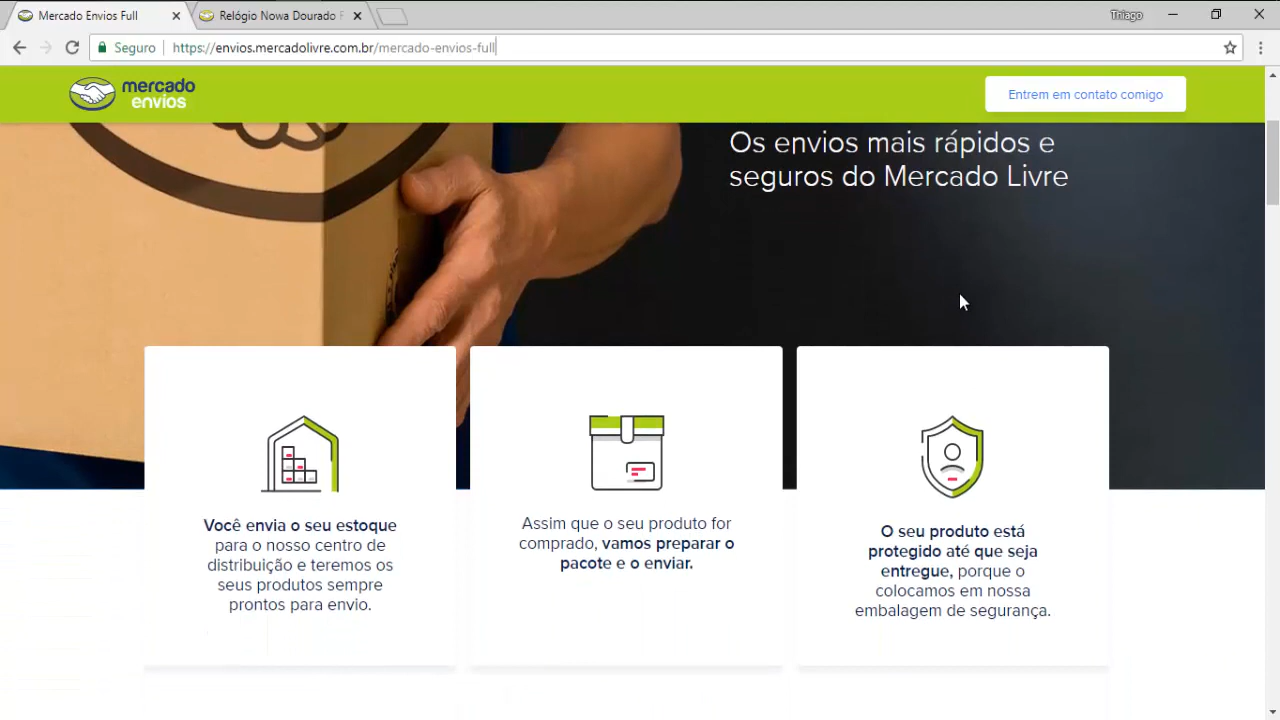 Mercado Envios Full
Relógio Nowa Dourado F
Thiago
Seguro
https://envios.mercadolivre.com.br/mercado-envios-full
mercado
envios
Entrem em contato comigo
Os envios mais rápidos e
seguros do Mercado Livre
Você envia o seu estoque
para o nosso centro de
distribuição e teremos os
seus produtos sempre
prontos para envio.
Assim que o seu produto for
comprado, vamos preparar o
pacote e o enviar.
O seu produto está
protegido até que seja
entregue, porque o
colocamos em nossa
embalagem de segurança.